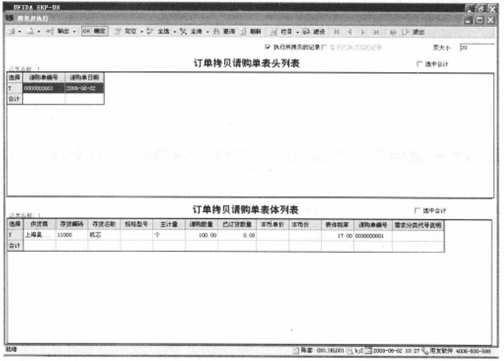 UFIDA ERP-U8
拷贝并执行
输出 OK 确定 定位 全选 全消 查询 刷新 栏目 滤设 退出
执行所拷贝的记录 页大小 20
订单拷贝请购单表头列表 选中合计
选择 请购单编号 请购单日期
Y 0000000001 2009-06-02
合计
订单拷贝请购单表体列表 选中合计
选择 供货商 存货编码 存货名称 规格型号 主计量 请购数量 已订货数量 本币单价 本币价... 表体税率 请购单编号 需求分类代号说明
Y 上海昊... 11000 机芯 个 100.00 0.00 17.00 0000000001
合计
就绪 kjz 2009-06-02 10:27 用友软件 4006-600-588